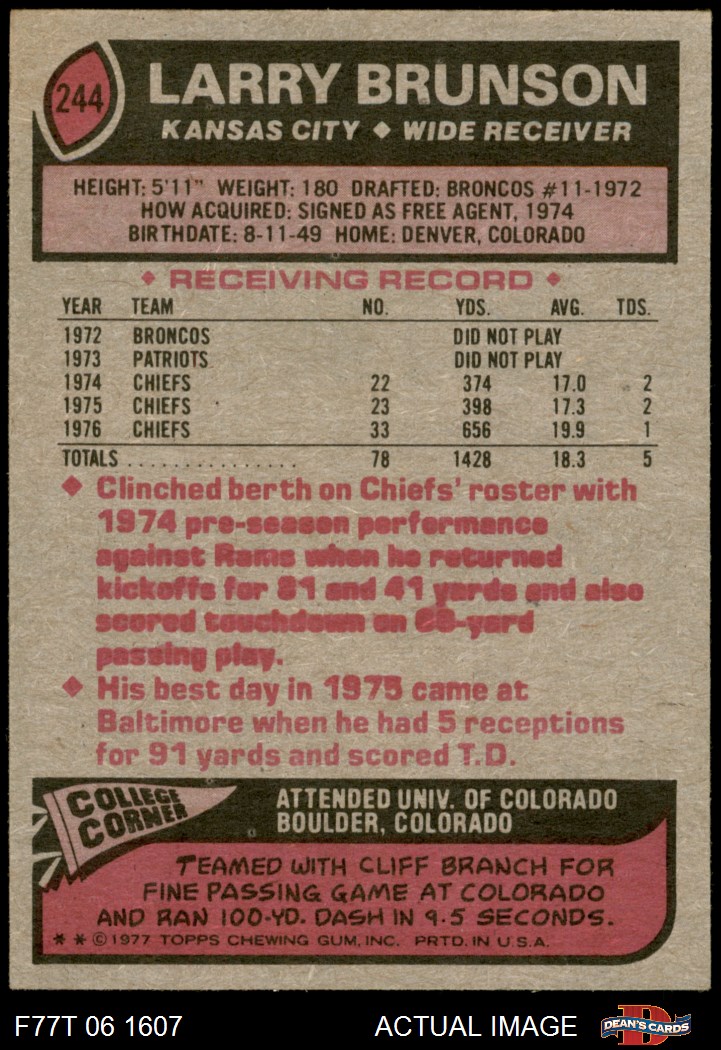 244
LARRY BRUNSON
KANSAS CITY ◆ WIDE RECEIVER
HEIGHT: 5'11" WEIGHT: 180 DRAFTED: BRONCOS #11-1972
HOW ACQUIRED: SIGNED AS FREE AGENT, 1974
BIRTHDATE: 8-11-49 HOME: DENVER, COLORADO
◆ RECEIVING RECORD ◆
YEAR TEAM NO. YDS. AVG. TDS.
1972 BRONCOS DID NOT PLAY
1973 PATRIOTS DID NOT PLAY
1974 CHIEFS 22 374 17.0 2
1975 CHIEFS 23 398 17.3 2
1976 CHIEFS 33 656 19.9 1
TOTALS ............... 78 1428 18.3 5
◆ Clinched berth on Chiefs' roster with
1974 pre-season performance
against Rams when he returned
kickoffs for 81 and 41 yards and also
scored touchdown on -yard
passing play.
◆ His best day in 1975 came at
Baltimore when he had 5 receptions
for 91 yards and scored T.D.
COLLEGE
CORNER
ATTENDED UNIV. OF COLORADO
BOULDER, COLORADO
TEAMED WITH CLIFF BRANCH FOR
FINE PASSING GAME AT COLORADO
AND RAN 100-YD. DASH IN 9.5 SECONDS.
* * © 1977 TOPPS CHEWING GUM, INC. PRTD. IN U.S.A.
F77T 06 1607 ACTUAL IMAGE
D
DEAN'S CARDS